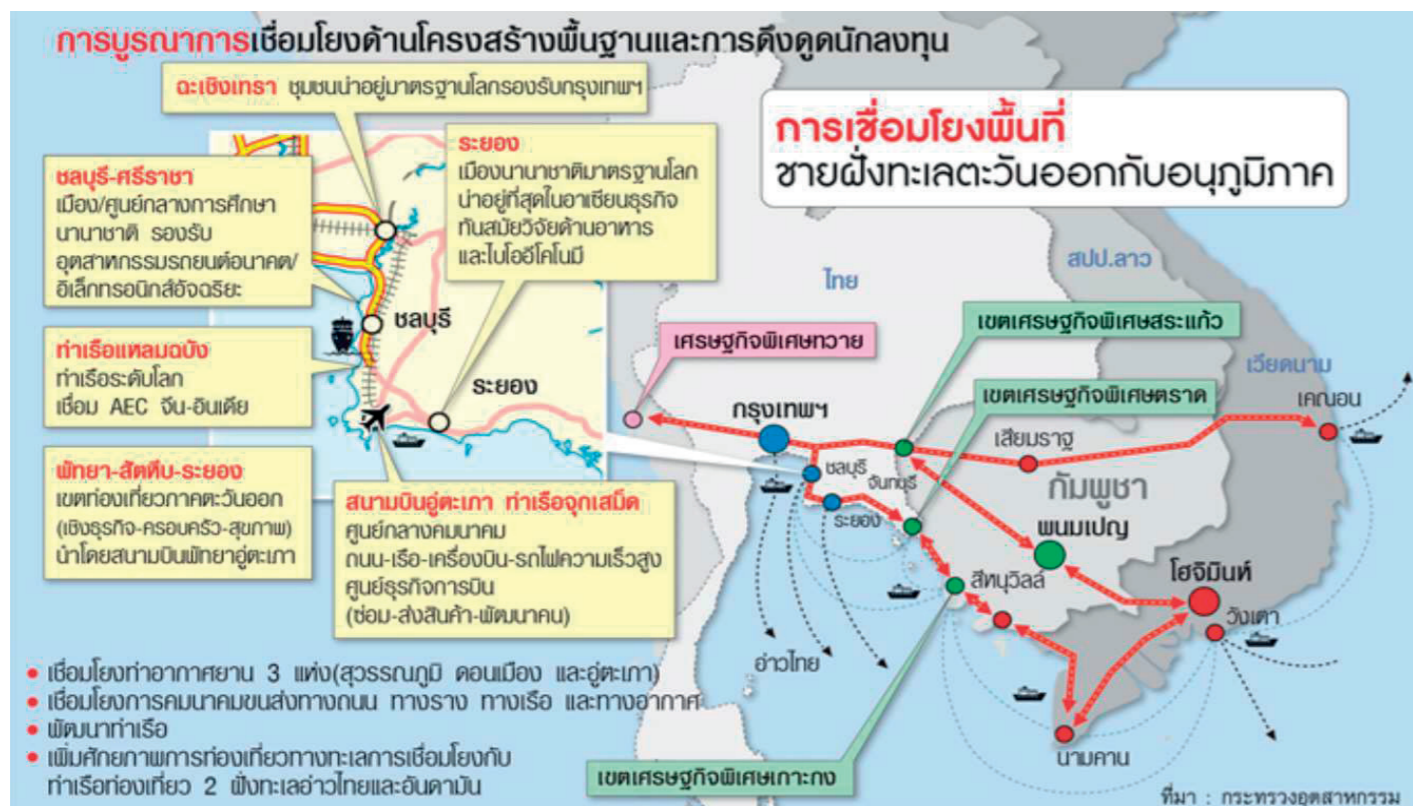 การบูรณาการเชื่อมโยงด้านโครงสร้างพื้นฐานและการดึงดูดนักลงทุน
ฉะเชิงเทรา ชุมชนน่าอยู่มาตรฐานโลกรองรับกรุงเทพฯ
การเชื่อมโยงพื้นที่
ชายฝั่งทะเลตะวันออกกับอนุภูมิภาค
ชลบุรี-ศรีราชา
เมือง/ศูนย์กลางการศึกษา
นานาชาติ รองรับ
อุตสาหกรรมรถยนต์อนาคต/
อิเล็กทรอนิกส์อัจฉริยะ
ระยอง
เมืองนานาชาติมาตรฐานโลก
น่าอยู่ที่สุดในอาเซียนธุรกิจ
ทันสมัยวิจัยด้านอาหาร
และไบโออีโคโนมี
ท่าเรือแหลมฉบัง
ท่าเรือระดับโลก
เชื่อม AEC จีน-อินเดีย
พัทยา-สัตหีบ-ระยอง
เขตท่องเที่ยวภาคตะวันออก
(เชิงธุรกิจ-ครอบครัว-สุขภาพ)
นำโดยสนามบินพัทยาอู่ตะเภา
ชลบุรี
ระยอง
สนามบินอู่ตะเภา ท่าเรือจุกเสม็ด
ศูนย์กลางคมนาคม
ถนน-เรือ-เครื่องบิน-รถไฟความเร็วสูง
ศูนย์ธุรกิจการบิน
(ซ่อม-ส่งสินค้า-พัฒนาคน)
ไทย
สปป.ลาว
เวียดนาม
เศรษฐกิจพิเศษทวาย
เขตเศรษฐกิจพิเศษสระแก้ว
เขตเศรษฐกิจพิเศษตราด
กรุงเทพฯ
เสียมราฐ
เคณอน
ชลบุรี
จันทบุรี
ระยอง
กัมพูชา
พนมเปญ
สีหนุวิลล์
โฮจิมินห์
วังเตา
อ่าวไทย
นามคาน
เขตเศรษฐกิจพิเศษเกาะกง
• เชื่อมโยงท่าอากาศยาน 3 แห่ง(สุวรรณภูมิ ดอนเมือง และอู่ตะเภา)
• เชื่อมโยงการคมนาคมขนส่งทางถนน ทางราง ทางเรือ และทางอากาศ
• พัฒนาท่าเรือ
• เพิ่มศักยภาพการท่องเที่ยวทางทะเลการเชื่อมโยงกับ
ท่าเรือท่องเที่ยว 2 ฝั่งทะเลอ่าวไทยและอันดามัน
ที่มา : กระทรวงอุตสาหกรรม